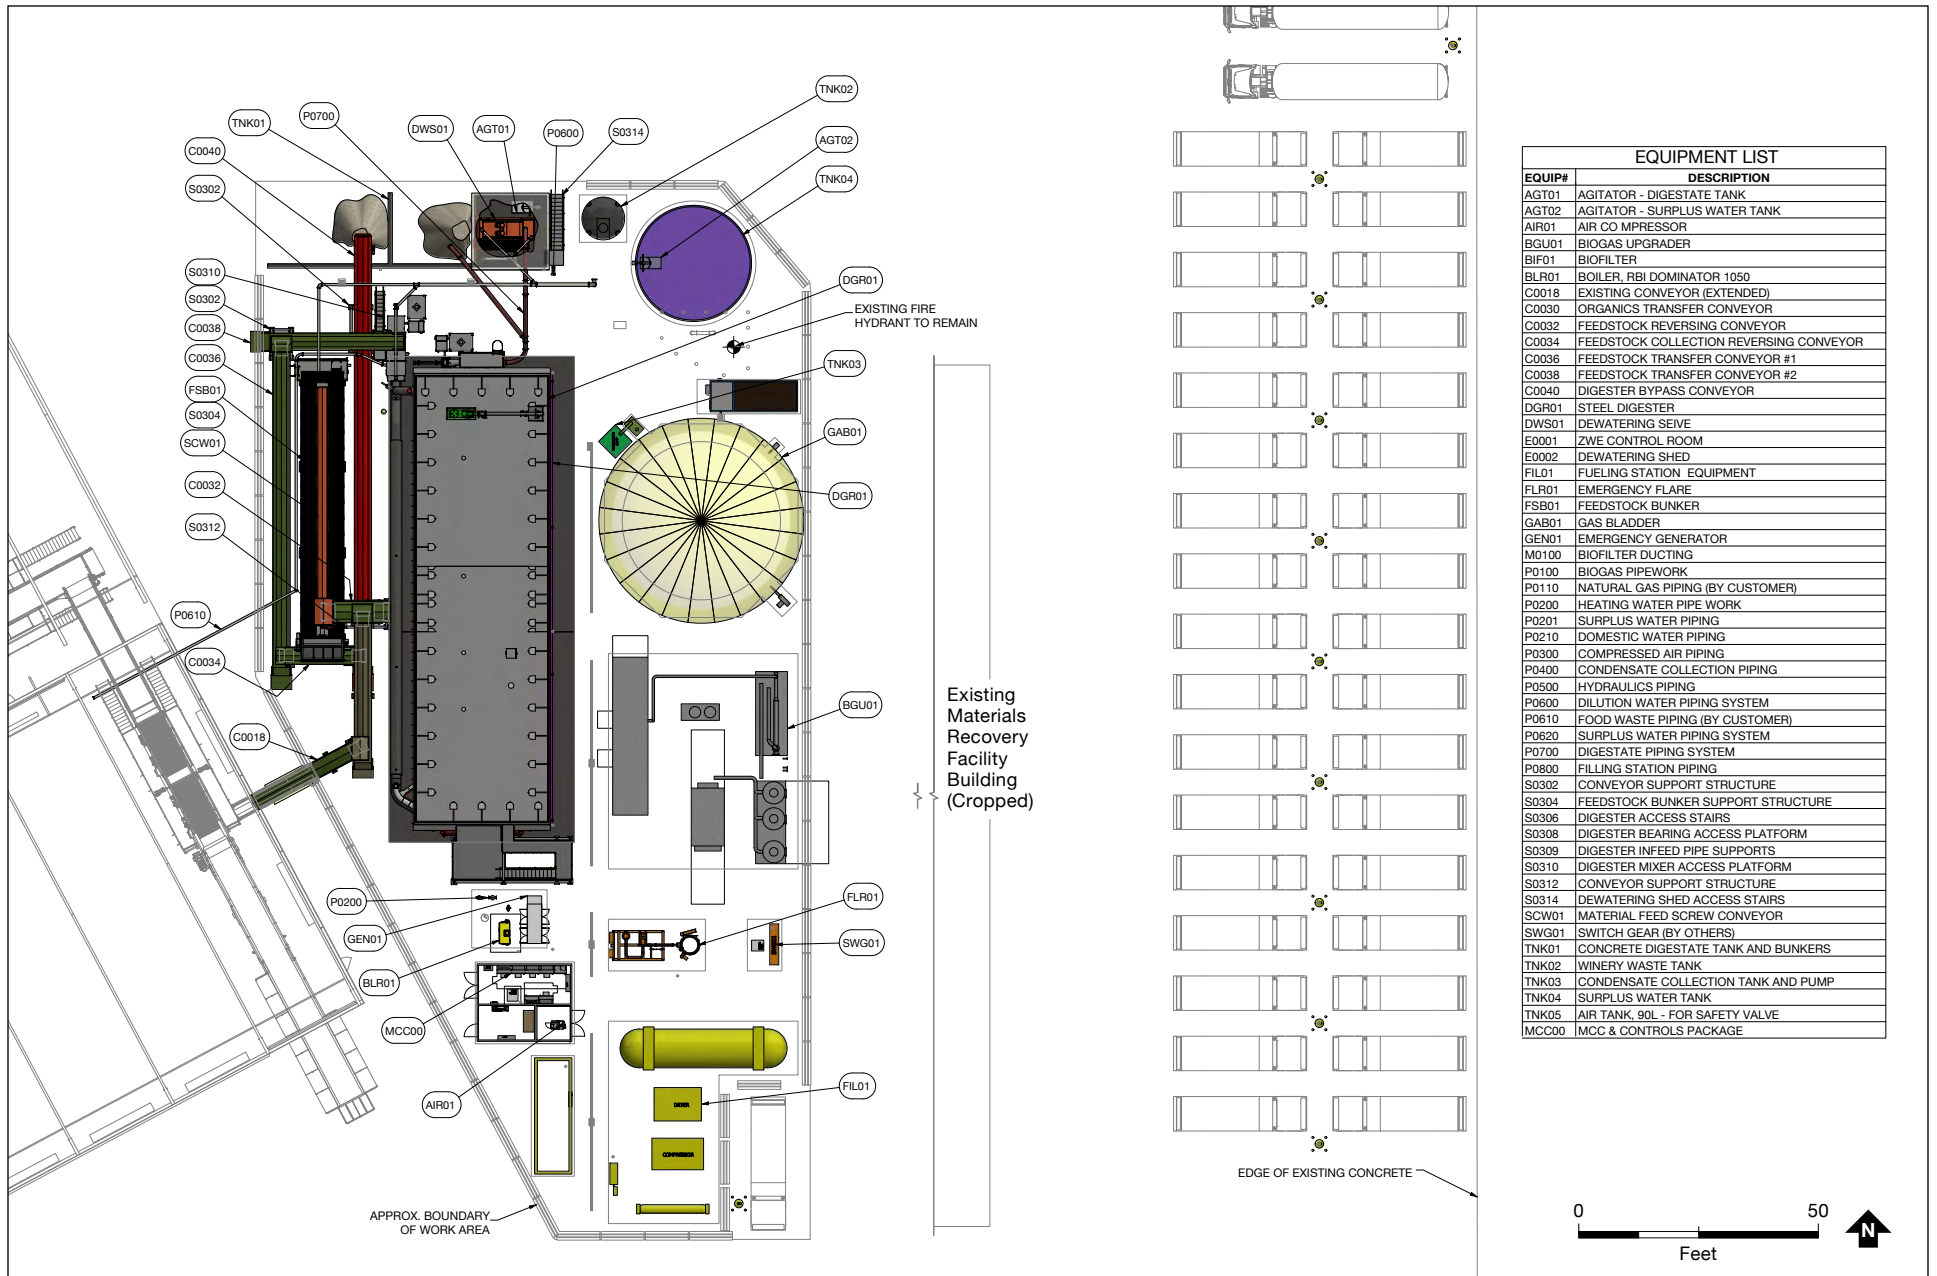 TNK02
P0700
TNK01
DWS01
AGT01
P0600
S0314
AGT02
C0040
TNK04
S0302
S0310
DGR01
S0302
EXISTING FIRE
HYDRANT TO REMAIN
C0038
C0036
TNK03
FSB01
S0304
GAB01
SCW01
C0032
DGR01
S0312
P0610
C0034
BGU01
Existing
Materials
Recovery
Facility
Building
(Cropped)
C0018
P0200
FLR01
GEN01
SWG01
BLR01
MCC00
AIR01
FIL01
COMPRESSOR
APPROX. BOUNDARY
OF WORK AREA
EDGE OF EXISTING CONCRETE
EQUIPMENT LIST
EQUIP# DESCRIPTION
AGT01 AGITATOR - DIGESTATE TANK
AGT02 AGITATOR - SURPLUS WATER TANK
AIR01 AIR CO MPRESSOR
BGU01 BIOGAS UPGRADER
BIF01 BIOFILTER
BLR01 BOILER, RBI DOMINATOR 1050
C0018 EXISTING CONVEYOR (EXTENDED)
C0030 ORGANICS TRANSFER CONVEYOR
C0032 FEEDSTOCK REVERSING CONVEYOR
C0034 FEEDSTOCK COLLECTION REVERSING CONVEYOR
C0036 FEEDSTOCK TRANSFER CONVEYOR #1
C0038 FEEDSTOCK TRANSFER CONVEYOR #2
C0040 DIGESTER BYPASS CONVEYOR
DGR01 STEEL DIGESTER
DWS01 DEWATERING SEIVE
E0001 ZWE CONTROL ROOM
E0002 DEWATERING SHED
FIL01 FUELING STATION EQUIPMENT
FLR01 EMERGENCY FLARE
FSB01 FEEDSTOCK BUNKER
GAB01 GAS BLADDER
GEN01 EMERGENCY GENERATOR
M0100 BIOFILTER DUCTING
P0100 BIOGAS PIPEWORK
P0110 NATURAL GAS PIPING (BY CUSTOMER)
P0200 HEATING WATER PIPE WORK
P0201 SURPLUS WATER PIPING
P0210 DOMESTIC WATER PIPING
P0300 COMPRESSED AIR PIPING
P0400 CONDENSATE COLLECTION PIPING
P0500 HYDRAULICS PIPING
P0600 DILUTION WATER PIPING SYSTEM
P0610 FOOD WASTE PIPING (BY CUSTOMER)
P0620 SURPLUS WATER PIPING SYSTEM
P0700 DIGESTATE PIPING SYSTEM
P0800 FILLING STATION PIPING
S0302 CONVEYOR SUPPORT STRUCTURE
S0304 FEEDSTOCK BUNKER SUPPORT STRUCTURE
S0306 DIGESTER ACCESS STAIRS
S0308 DIGESTER BEARING ACCESS PLATFORM
S0309 DIGESTER INFEED PIPE SUPPORTS
S0310 DIGESTER MIXER ACCESS PLATFORM
S0312 CONVEYOR SUPPORT STRUCTURE
S0314 DEWATERING SHED ACCESS STAIRS
SCW01 MATERIAL FEED SCREW CONVEYOR
SWG01 SWITCH GEAR (BY OTHERS)
TNK01 CONCRETE DIGESTATE TANK AND BUNKERS
TNK02 WINERY WASTE TANK
TNK03 CONDENSATE COLLECTION TANK AND PUMP
TNK04 SURPLUS WATER TANK
TNK05 AIR TANK, 90L - FOR SAFETY VALVE
MCC00 MCC & CONTROLS PACKAGE
0 50
Feet
N